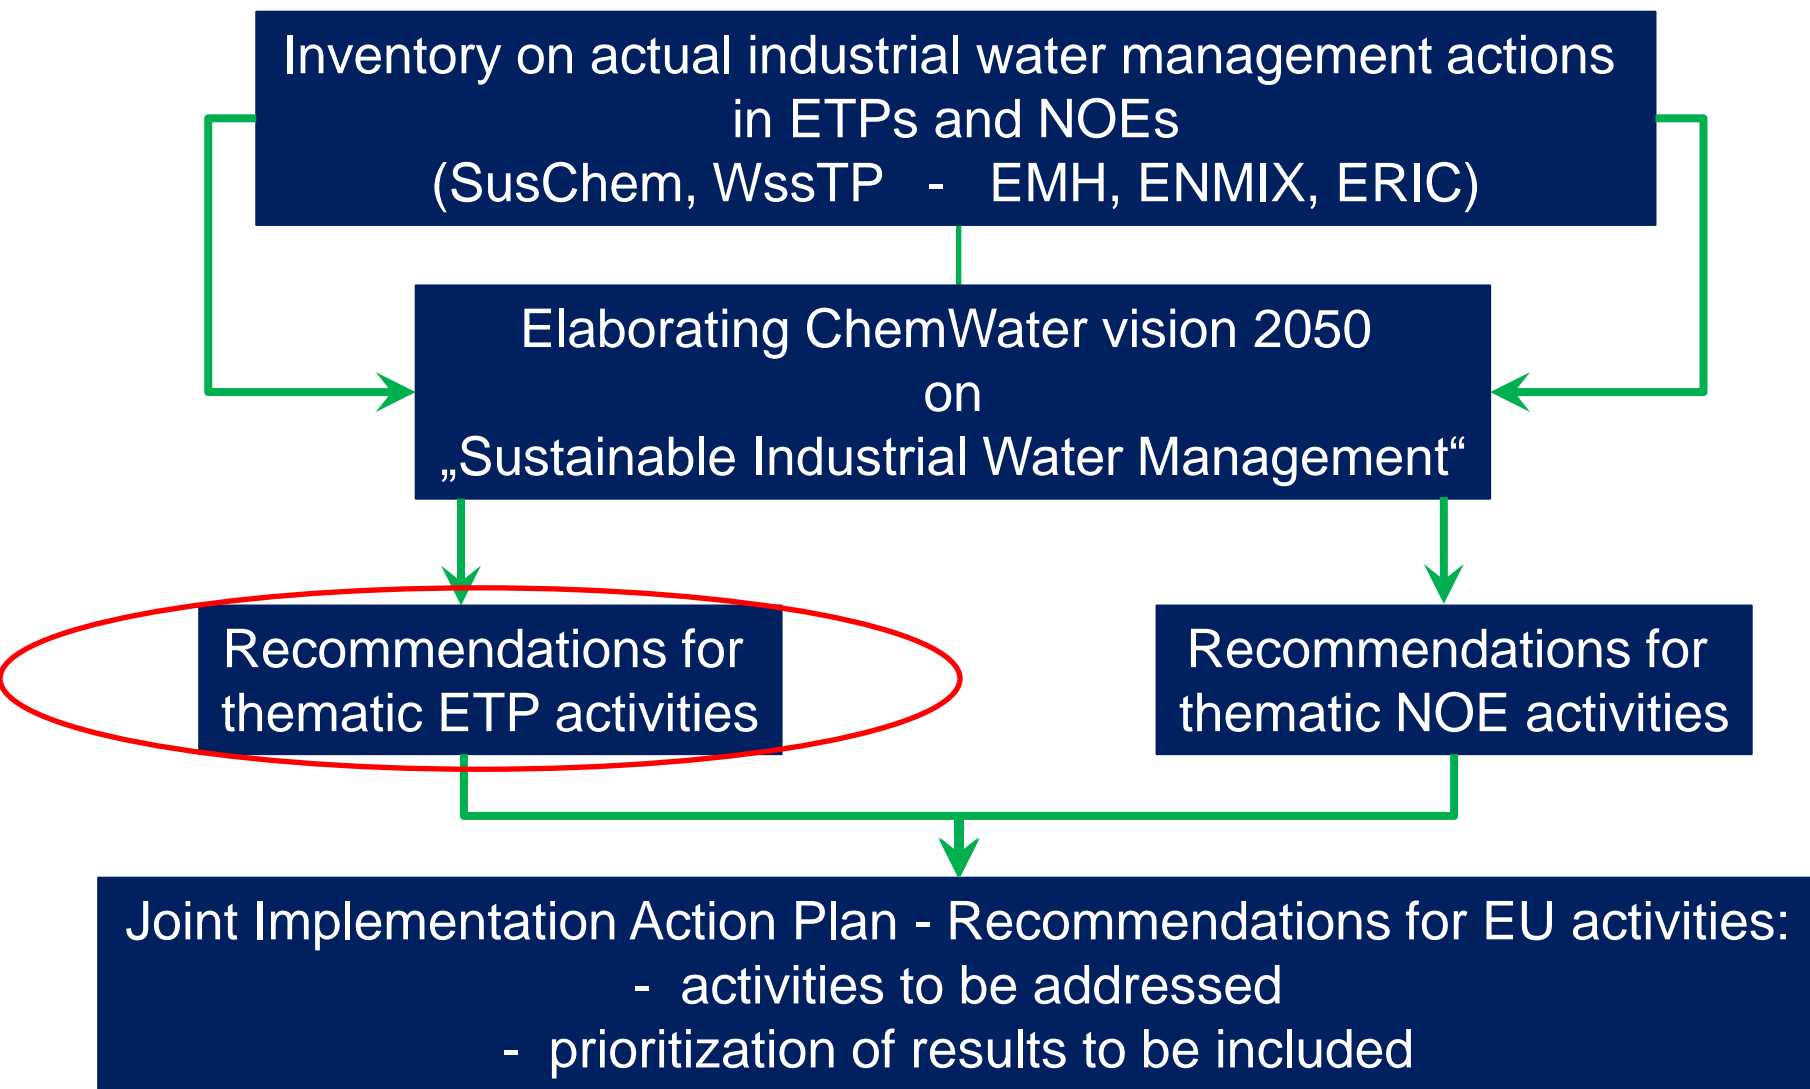 Inventory on actual industrial water management actions
in ETPs and NOEs
(SusChem, WssTP - EMH, ENMIX, ERIC)
Elaborating ChemWater vision 2050
on
„Sustainable Industrial Water Management“
Recommendations for
thematic ETP activities
Recommendations for
thematic NOE activities
Joint Implementation Action Plan - Recommendations for EU activities:
- activities to be addressed
- prioritization of results to be included